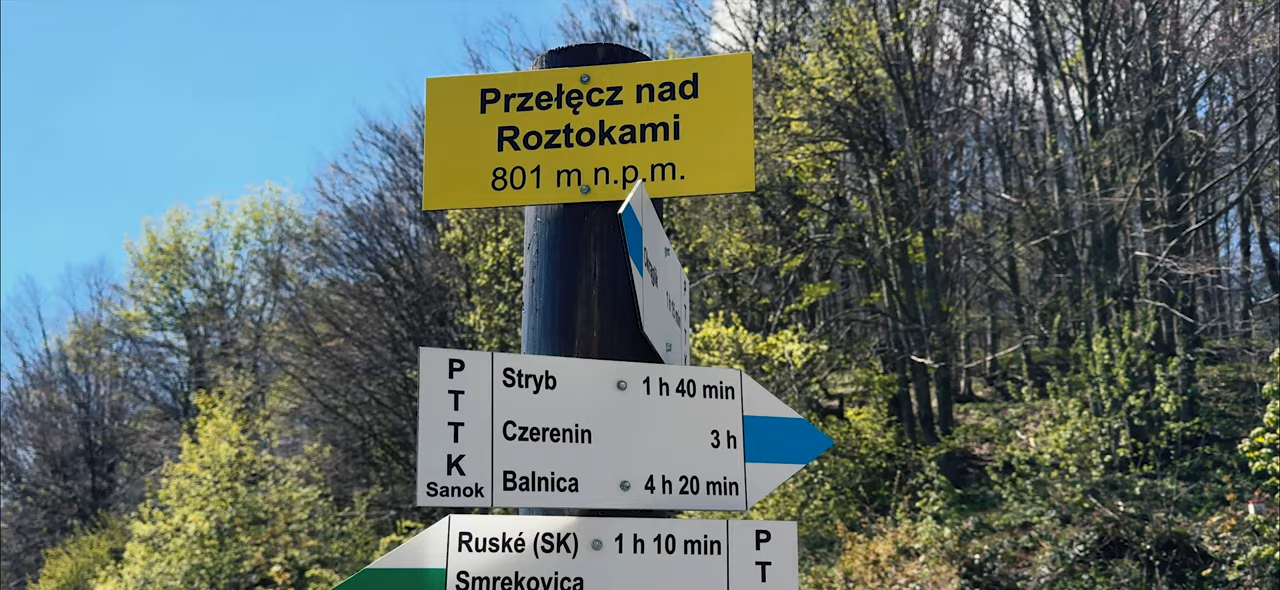 Przełęcz nad
Roztokami
801 m n.p.m.
PTTK
Sanok
Stryb 1 h 40 min
Czerenin 3 h
Balnica 4 h 20 min
Ruské (SK) 1 h 10 min
Smrekovica
P
T